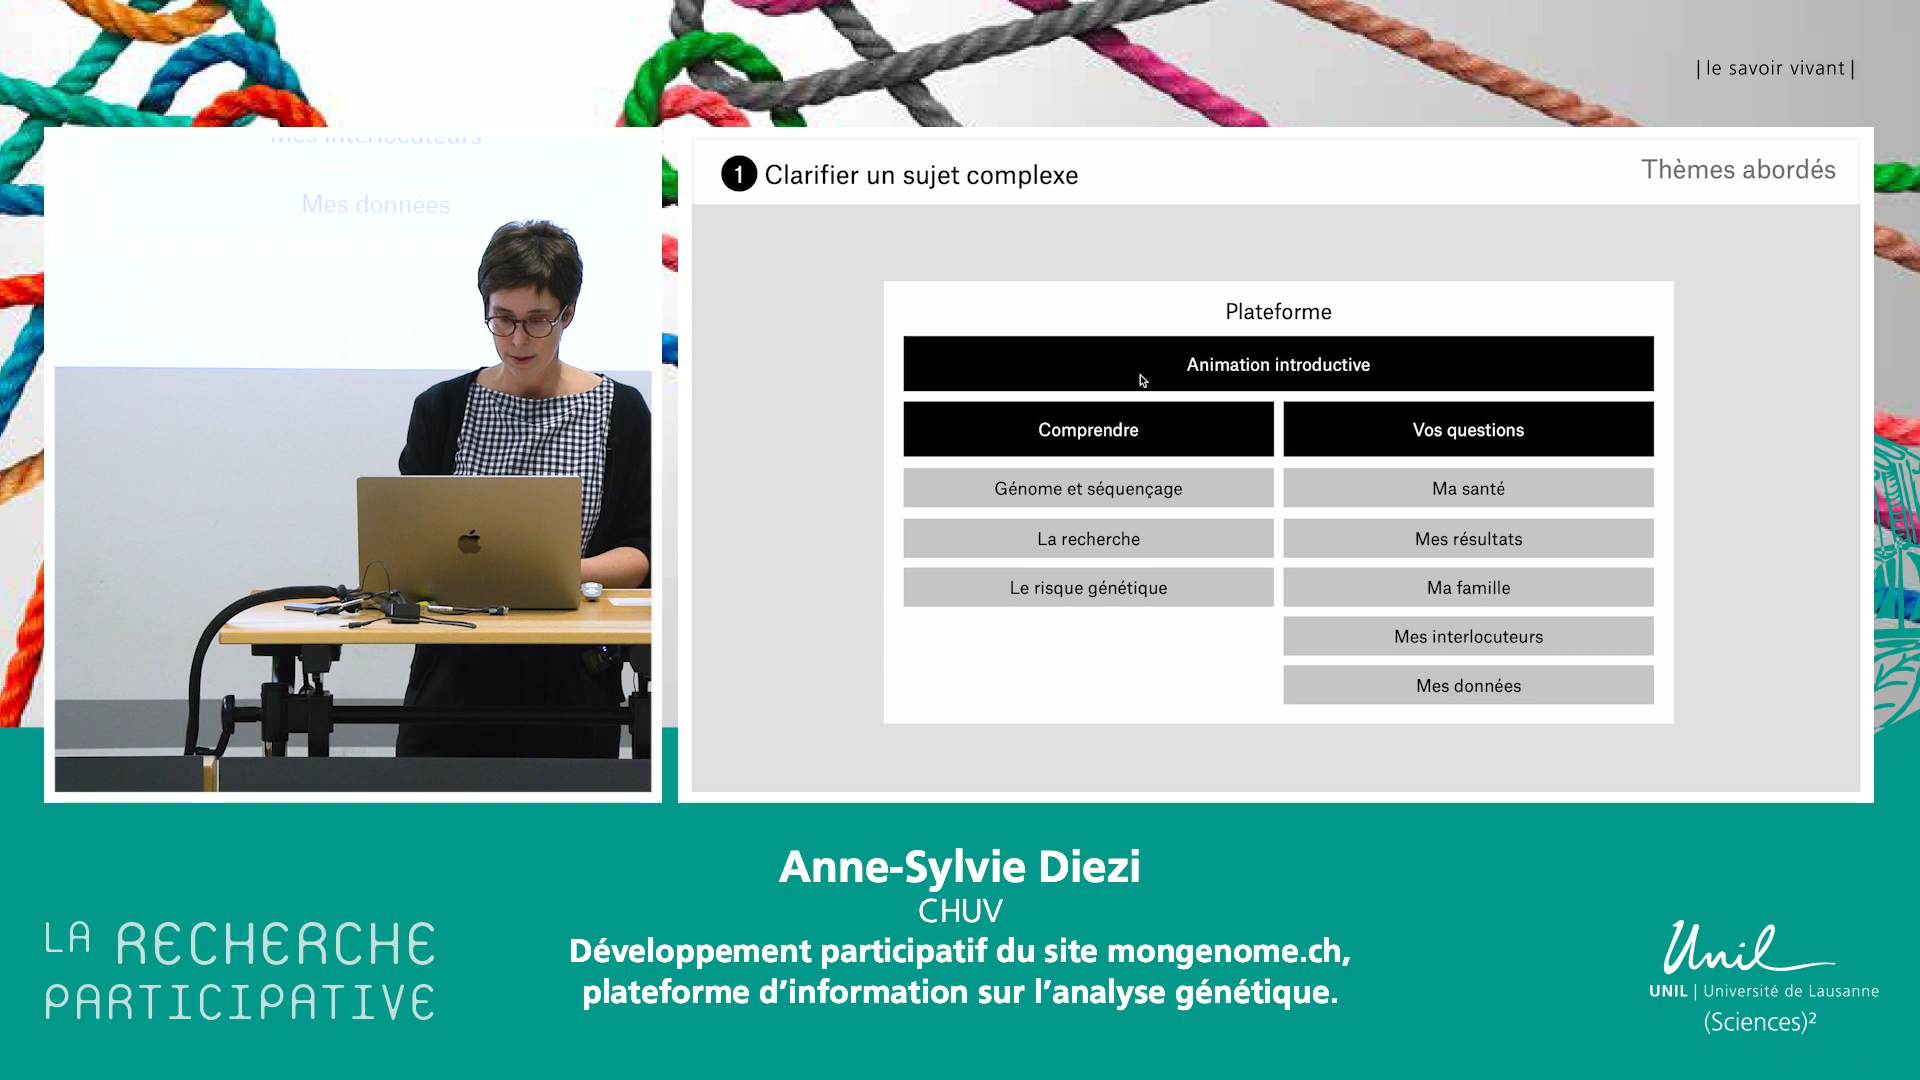 | le savoir vivant |
Mes interlocuteurs
Mes données
1 Clarifier un sujet complexe
Thèmes abordés
Plateforme
Animation introductive
Comprendre
Vos questions
Génome et séquençage
Ma santé
La recherche
Mes résultats
Le risque génétique
Ma famille
Mes interlocuteurs
Mes données
Anne-Sylvie Diezi
CHUV
Développement participatif du site mongenome.ch,
plateforme d’information sur l’analyse génétique.
LA RECHERCHE
PARTICIPATIVE
Unil
UNIL | Université de Lausanne
(Sciences)²